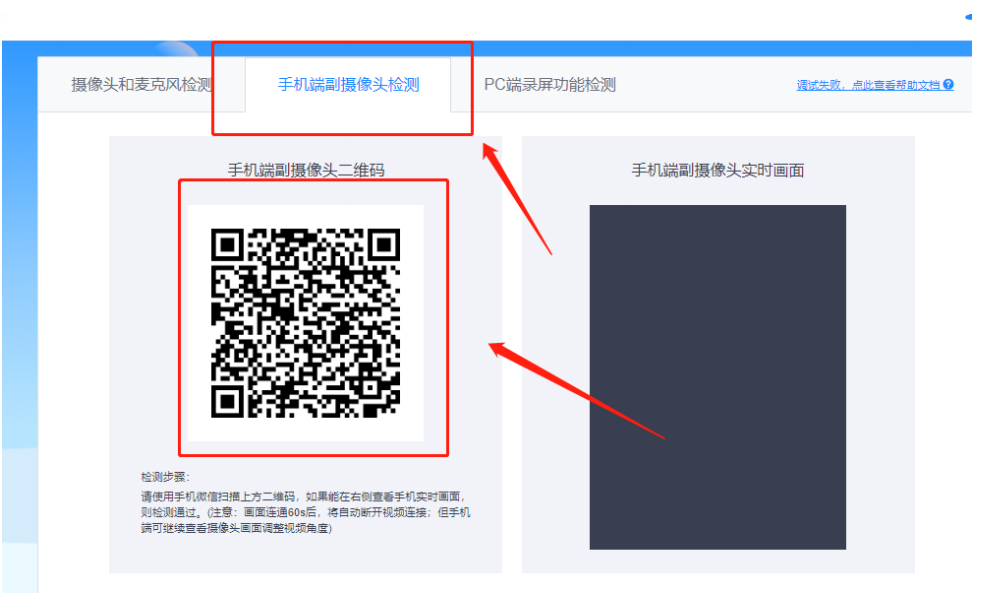 摄像头和麦克风检测
手机端副摄像头检测
PC端录屏功能检测
调试失败，点此查看帮助文档
手机端副摄像头二维码
手机端副摄像头实时画面
检测步骤：
请使用手机微信扫描上方二维码，如果能在右侧查看手机实时画面，
则检测通过。(注意：画面连通60s后，将自动断开视频连接；但手机
端可继续查看摄像头画面调整视频角度)